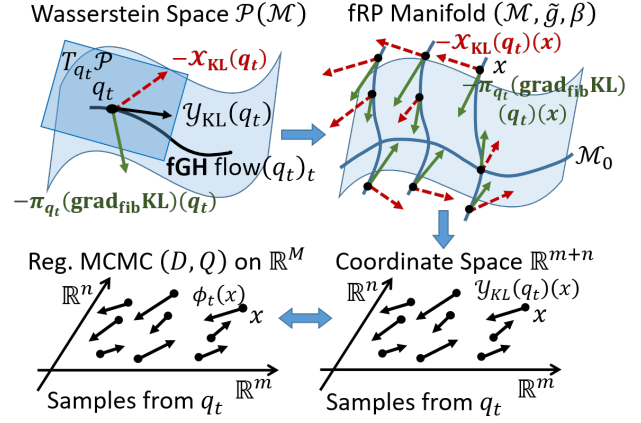 Wasserstein Space 𝒫(ℳ)
T_{q_t}𝒫
−𝒳_KL(q_t)
q_t
𝒴_KL(q_t)
fGH flow(q_t)_t
−π_{q_t}(grad_fib KL)(q_t)
fRP Manifold (ℳ, g̃, β)
−𝒳_KL(q_t)(x)
x
−π_{q_t}(grad_fib KL)
(q_t)(x)
ℳ_0
Reg. MCMC (D, Q) on ℝ^M
ℝ^n
ϕ_t(x)
x
ℝ^m
Samples from q_t
Coordinate Space ℝ^{m+n}
ℝ^n
𝒴_KL(q_t)(x)
x
ℝ^m
Samples from q_t